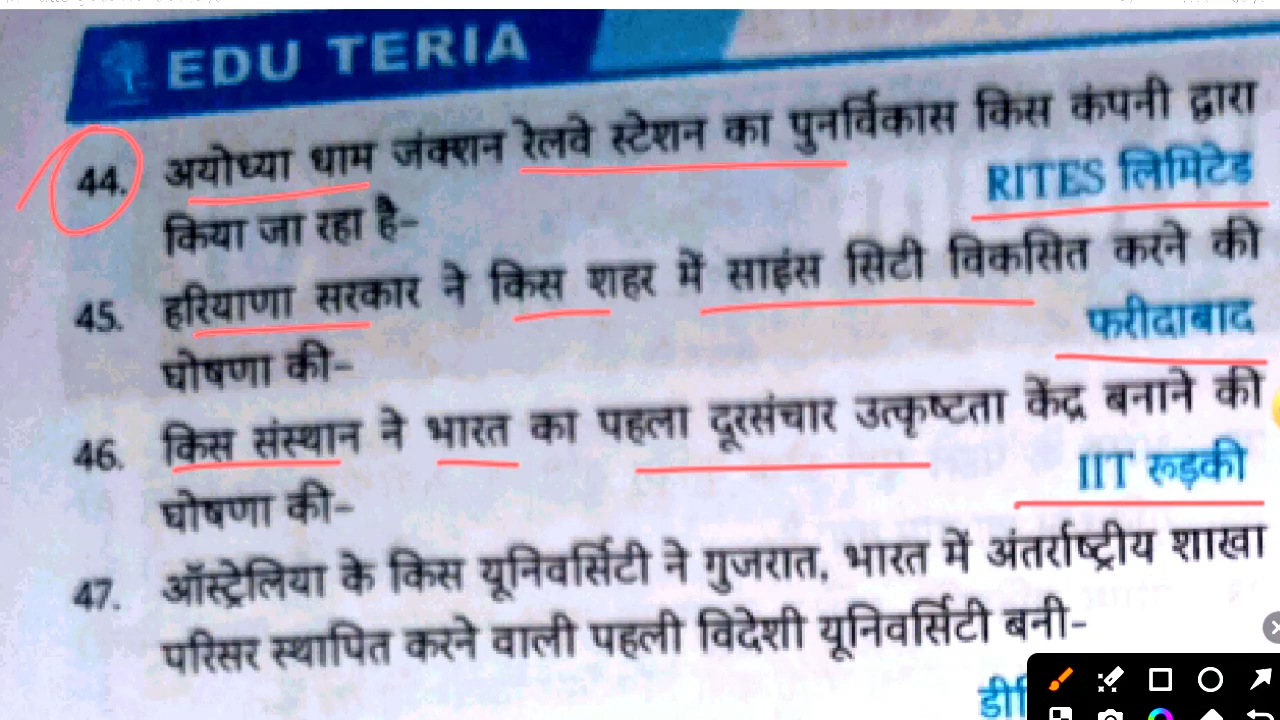 EDU TERIA
44. अयोध्या धाम जंक्शन रेलवे स्टेशन का पुनर्विकास किस कंपनी द्वारा
किया जा रहा है- RITES लिमिटेड
45. हरियाणा सरकार ने किस शहर में साइंस सिटी विकसित करने की
घोषणा की- फरीदाबाद
46. किस संस्थान ने भारत का पहला दूरसंचार उत्कृष्टता केंद्र बनाने की
घोषणा की- IIT रूड़की
47. ऑस्ट्रेलिया के किस यूनिवर्सिटी ने गुजरात, भारत में अंतर्राष्ट्रीय शाखा
परिसर स्थापित करने वाली पहली विदेशी यूनिवर्सिटी बनी-